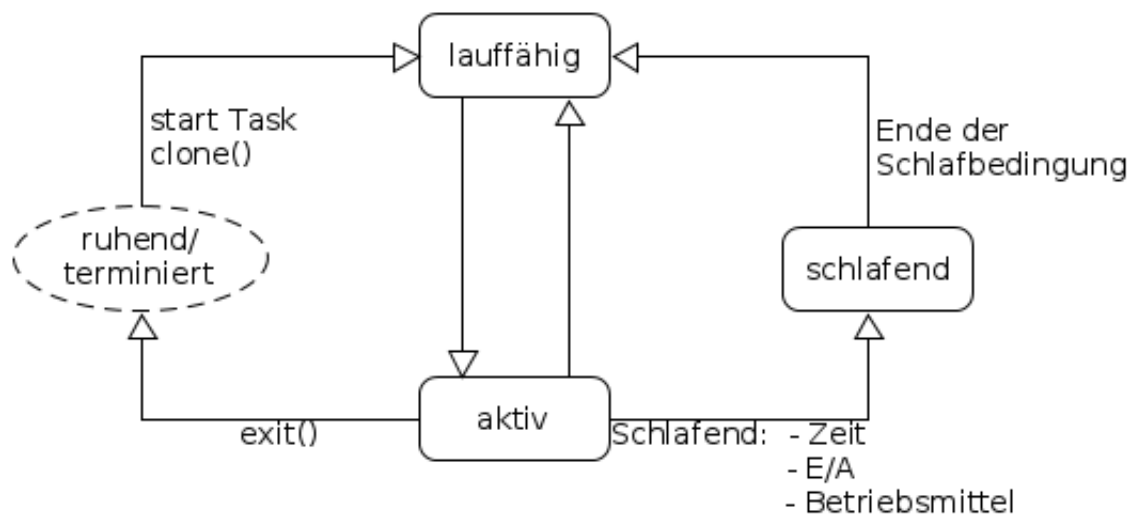 lauffähig
start Task
clone()
Ende der
Schlafbedingung
ruhend/
terminiert
schlafend
aktiv
exit()
Schlafend: - Zeit
- E/A
- Betriebsmittel